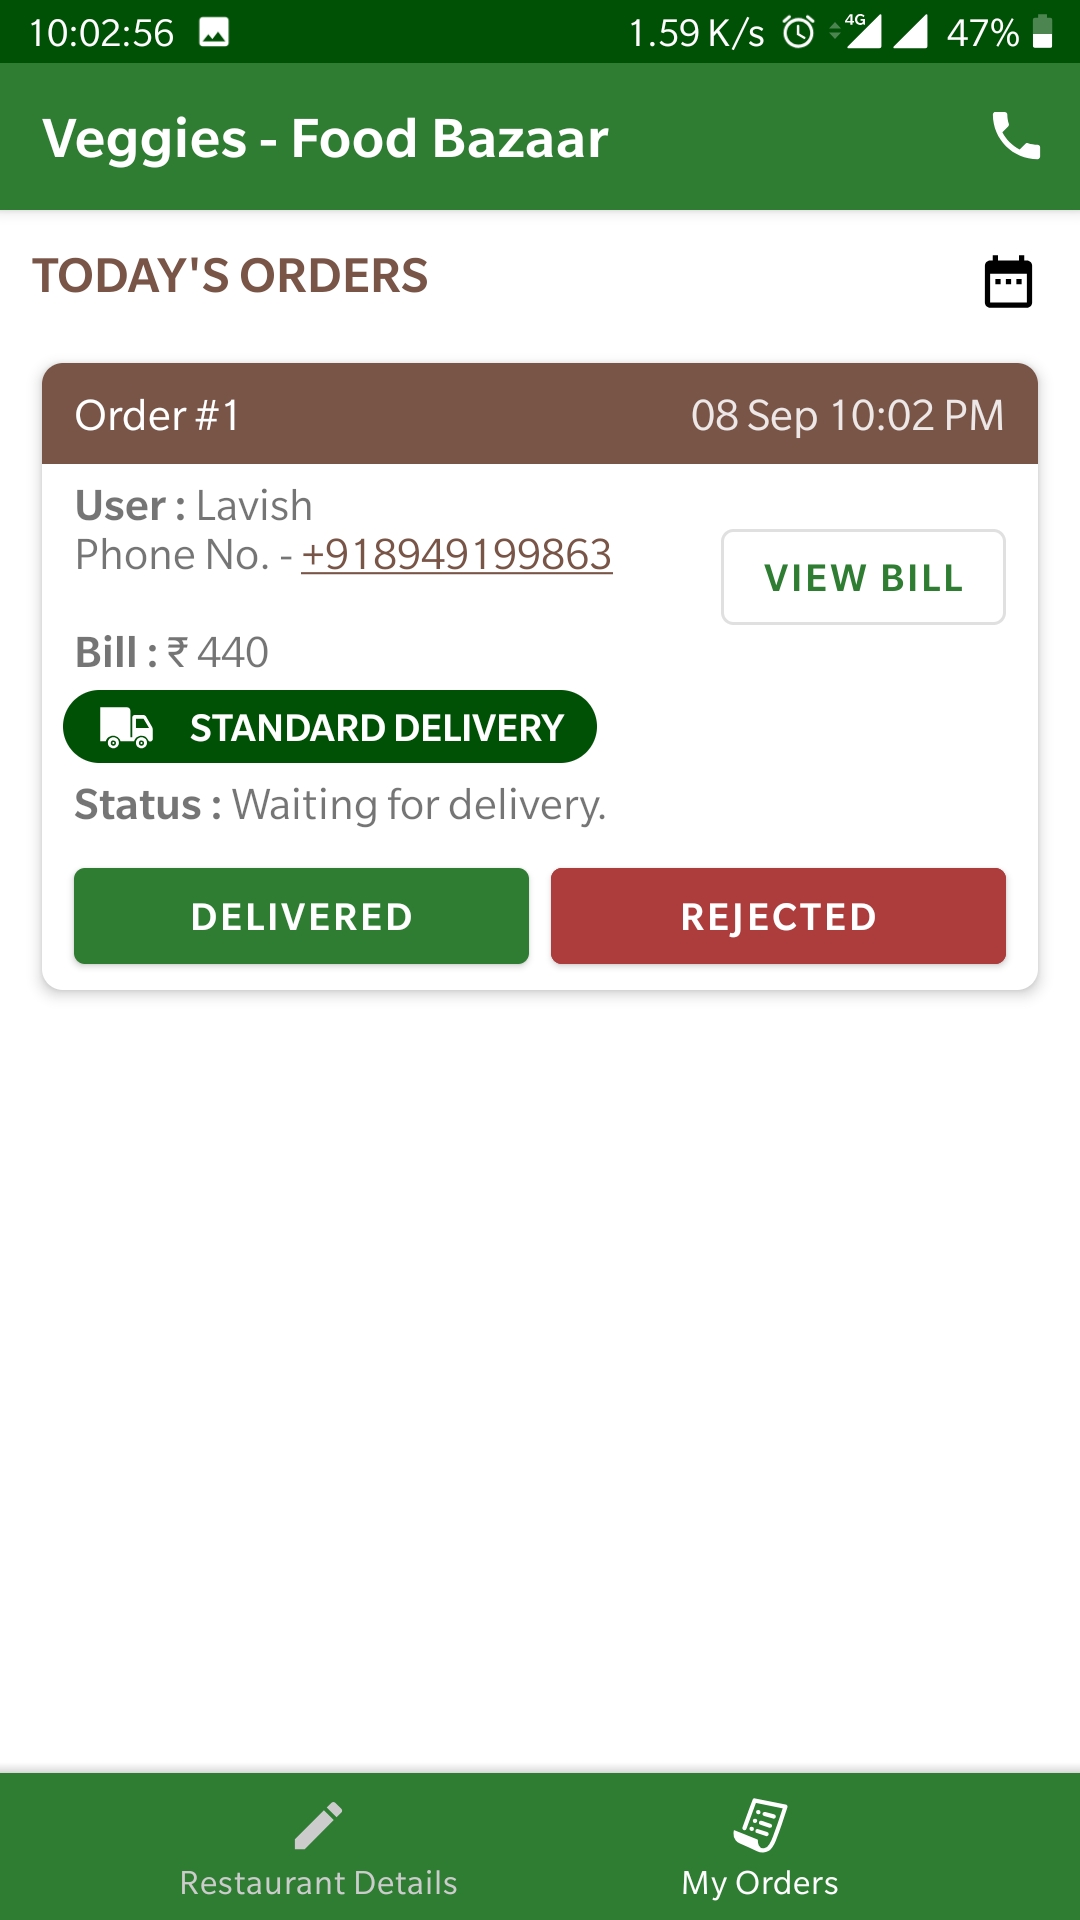 10:02:56 1.59 K/s 4G 47%
Veggies - Food Bazaar
TODAY'S ORDERS
Order #1 08 Sep 10:02 PM
User : Lavish
Phone No. - +918949199863
VIEW BILL
Bill : ₹ 440
STANDARD DELIVERY
Status : Waiting for delivery.
DELIVERED REJECTED
Restaurant Details My Orders